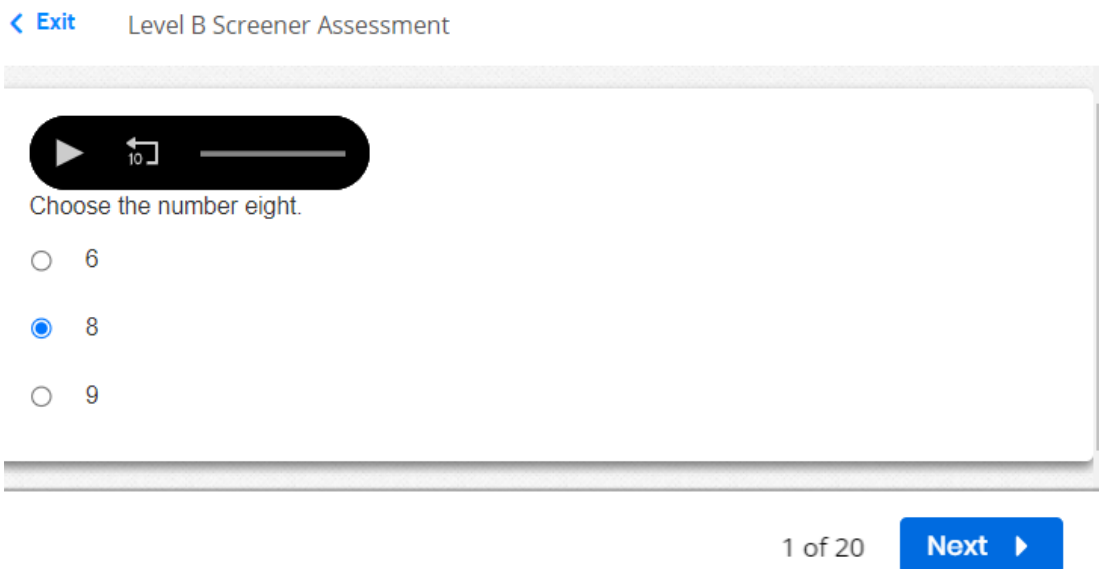 Exit Level B Screener Assessment
10
Choose the number eight.
6
8
9
1 of 20 Next